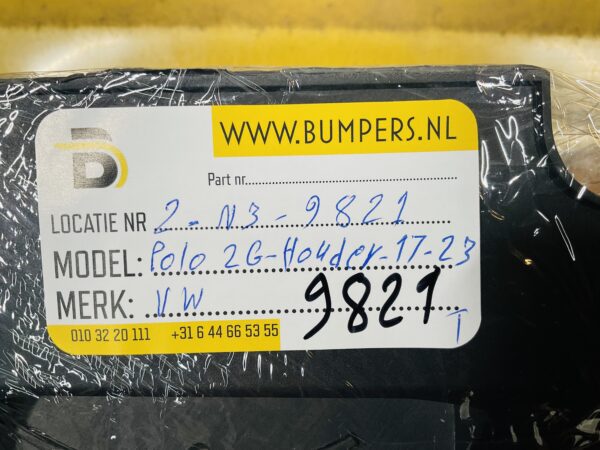 WWW.BUMPERS.NL
Part nr.
LOCATIE NR 2-N3-9821
MODEL: Polo 2G-Houder-17-23
MERK: VW 9821 T
010 32 20 111 +31 6 44 66 53 55